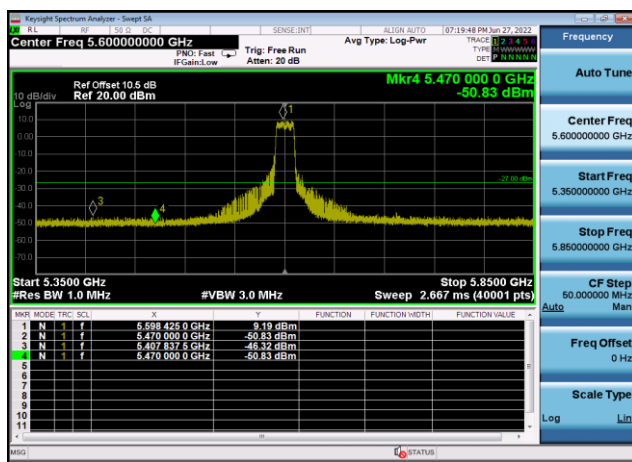 Keysight Spectrum Analyzer - Swept SA
RL RF 50 Ω DC SENSE:INT ALIGN AUTO 07:19:48 PM Jun 27, 2022
Center Freq 5.600000000 GHz
PNO: Fast
IFGain:Low
Trig: Free Run
Atten: 20 dB
Avg Type: Log-Pwr
TRACE 1 2 3 4 5
TYPE M WWWWW
DET P NNNNN
Ref Offset 10.5 dB
10 dB/div Ref 20.00 dBm
Mkr4 5.470 000 0 GHz
-50.83 dBm
Log
10.0
0.00
-10.0
-20.0
-30.0
-40.0
-50.0
-60.0
-70.0
1
3
4
-27.00 dBm
Start 5.3500 GHz
Stop 5.8500 GHz
#Res BW 1.0 MHz #VBW 3.0 MHz Sweep 2.667 ms (40001 pts)
MKR MODE TRC SCL X Y FUNCTION FUNCTION WIDTH FUNCTION VALUE
1 N 1 f 5.598 425 0 GHz 9.19 dBm
2 N 1 f 5.470 000 0 GHz -50.83 dBm
3 N 1 f 5.407 837 5 GHz -46.32 dBm
4 N 1 f 5.470 000 0 GHz -50.83 dBm
5
6
7
8
9
10
11
MSG STATUS
Frequency
Auto Tune
Center Freq
5.600000000 GHz
Start Freq
5.350000000 GHz
Stop Freq
5.850000000 GHz
CF Step
50.000000 MHz
Auto Man
Freq Offset
0 Hz
Scale Type
Log Lin